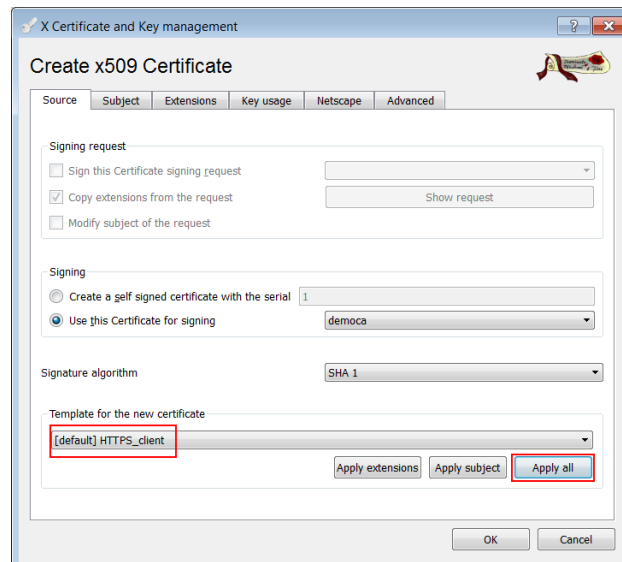 X Certificate and Key management
Create x509 Certificate
Source Subject Extensions Key usage Netscape Advanced
Signing request
Sign this Certificate signing request
Copy extensions from the request Show request
Modify subject of the request
Signing
Create a self signed certificate with the serial 1
Use this Certificate for signing democa
Signature algorithm SHA 1
Template for the new certificate
[default] HTTPS_client
Apply extensions Apply subject Apply all
OK Cancel